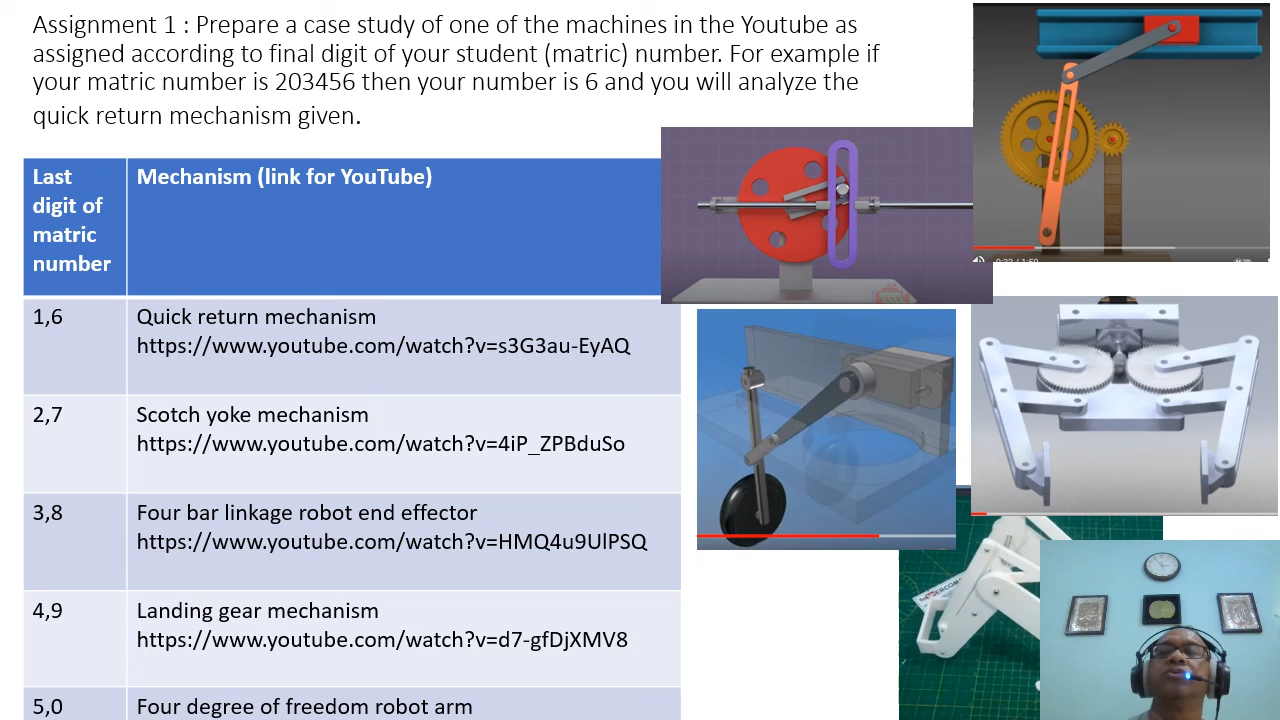 Assignment 1 : Prepare a case study of one of the machines in the Youtube as
assigned according to final digit of your student (matric) number. For example if
your matric number is 203456 then your number is 6 and you will analyze the
quick return mechanism given.
Last
digit of
matric
number
Mechanism (link for YouTube)
1,6
Quick return mechanism
https://www.youtube.com/watch?v=s3G3au-EyAQ
2,7
Scotch yoke mechanism
https://www.youtube.com/watch?v=4iP_ZPBduSo
3,8
Four bar linkage robot end effector
https://www.youtube.com/watch?v=HMQ4u9UlPSQ
4,9
Landing gear mechanism
https://www.youtube.com/watch?v=d7-gfDjXMV8
5,0
Four degree of freedom robot arm